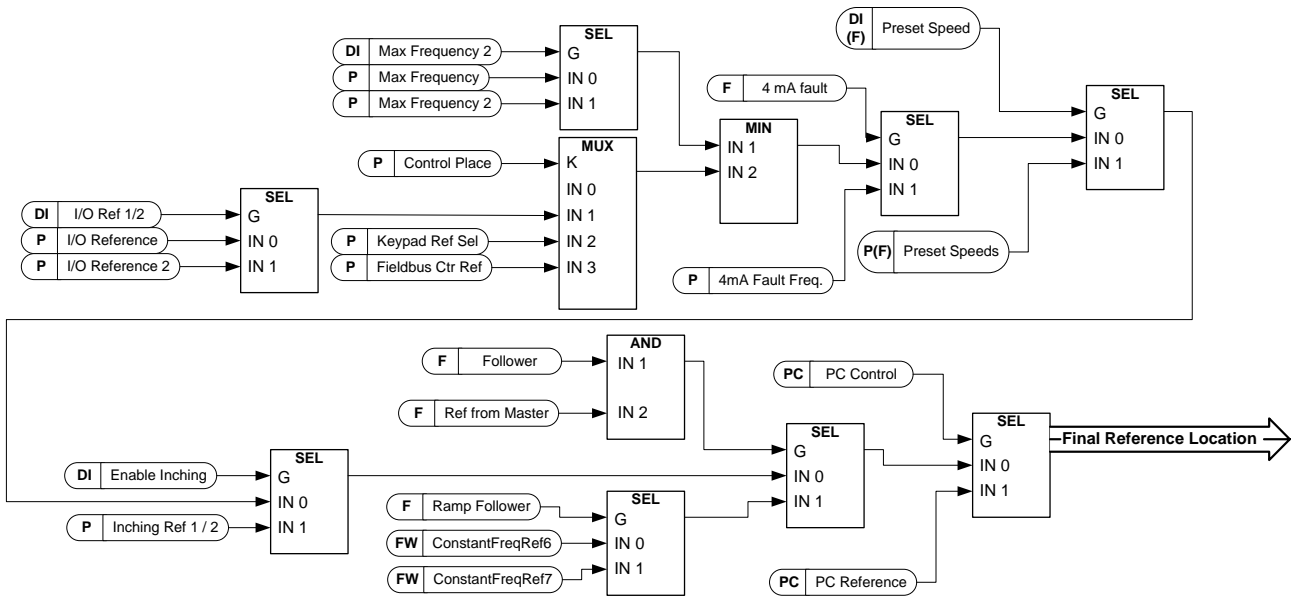 DI Max Frequency 2
P Max Frequency
P Max Frequency 2
SEL
G
IN 0
IN 1
DI (F) Preset Speed
F 4 mA fault
SEL
G
IN 0
IN 1
P Control Place
MUX
K
IN 0
IN 1
IN 2
IN 3
MIN
IN 1
IN 2
SEL
G
IN 0
IN 1
DI I/O Ref 1/2
P I/O Reference
P I/O Reference 2
SEL
G
IN 0
IN 1
P Keypad Ref Sel
P Fieldbus Ctr Ref
P 4mA Fault Freq.
P(F) Preset Speeds
F Follower
F Ref from Master
AND
IN 1
IN 2
PC PC Control
SEL
G
IN 0
IN 1
Final Reference Location
DI Enable Inching
P Inching Ref 1 / 2
SEL
G
IN 0
IN 1
F Ramp Follower
FW ConstantFreqRef6
FW ConstantFreqRef7
SEL
G
IN 0
IN 1
SEL
G
IN 0
IN 1
PC PC Reference